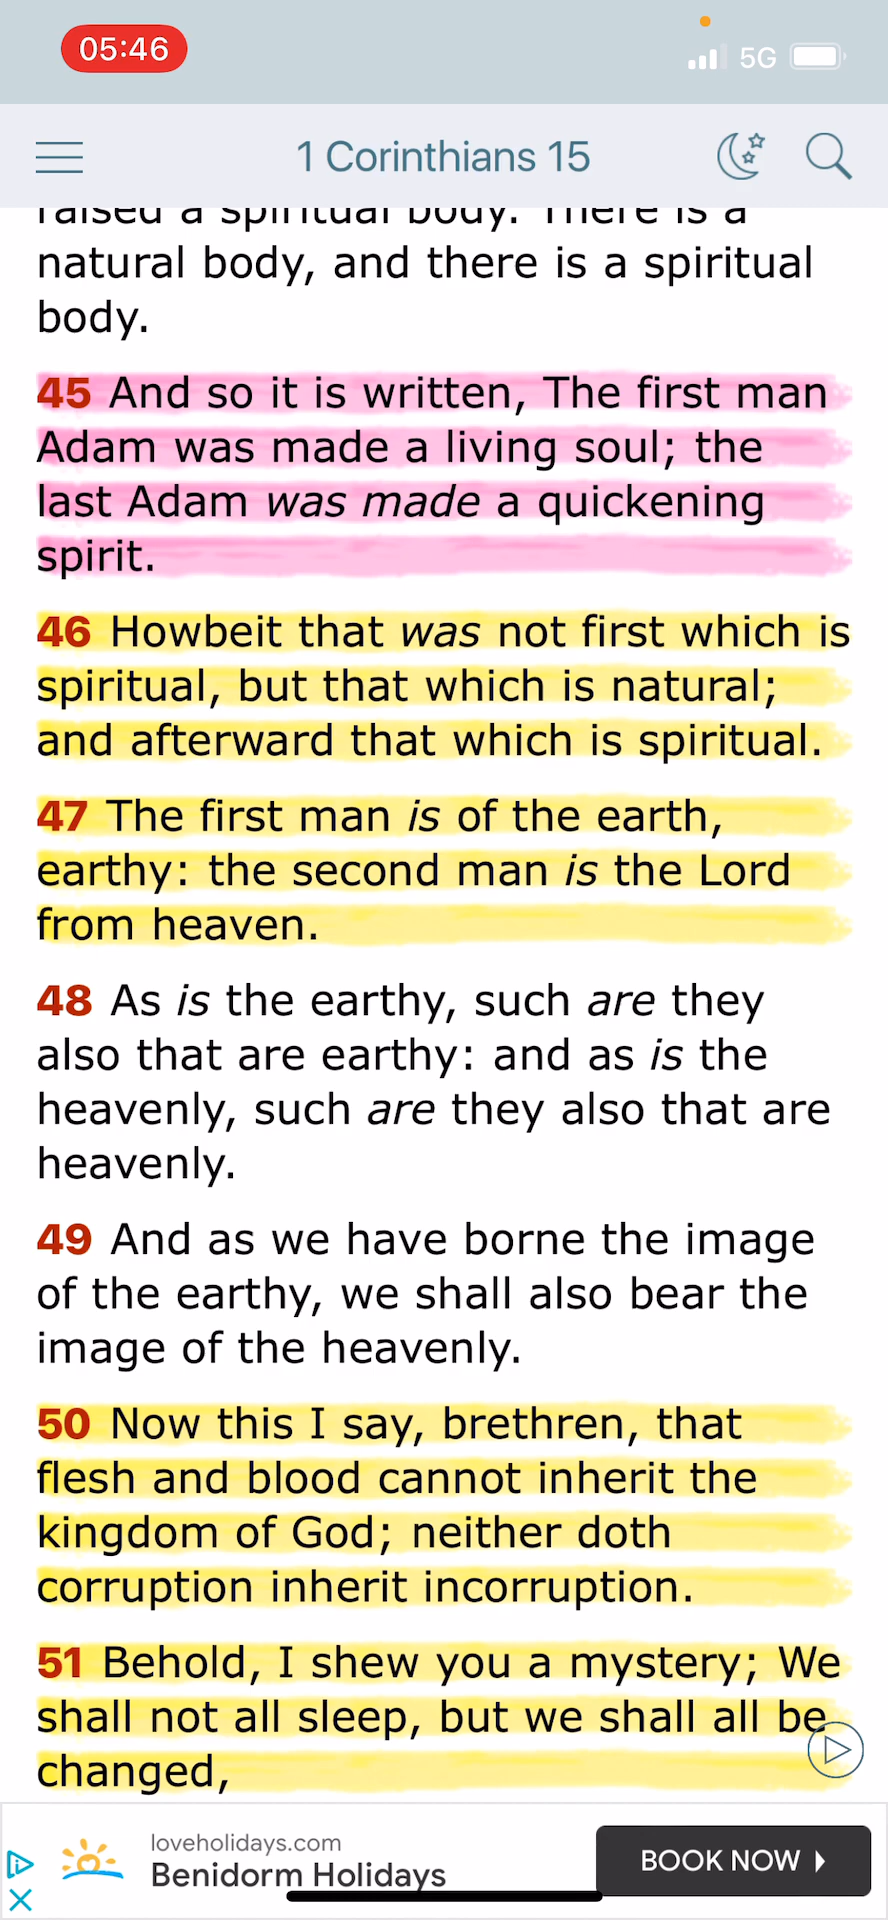 05:46
5G
1 Corinthians 15
raised a spiritual body. There is a
natural body, and there is a spiritual
body.
45 And so it is written, The first man
Adam was made a living soul; the
last Adam was made a quickening
spirit.
46 Howbeit that was not first which is
spiritual, but that which is natural;
and afterward that which is spiritual.
47 The first man is of the earth,
earthy: the second man is the Lord
from heaven.
48 As is the earthy, such are they
also that are earthy: and as is the
heavenly, such are they also that are
heavenly.
49 And as we have borne the image
of the earthy, we shall also bear the
image of the heavenly.
50 Now this I say, brethren, that
flesh and blood cannot inherit the
kingdom of God; neither doth
corruption inherit incorruption.
51 Behold, I shew you a mystery; We
shall not all sleep, but we shall all be
changed,
loveholidays.com
Benidorm Holidays
BOOK NOW